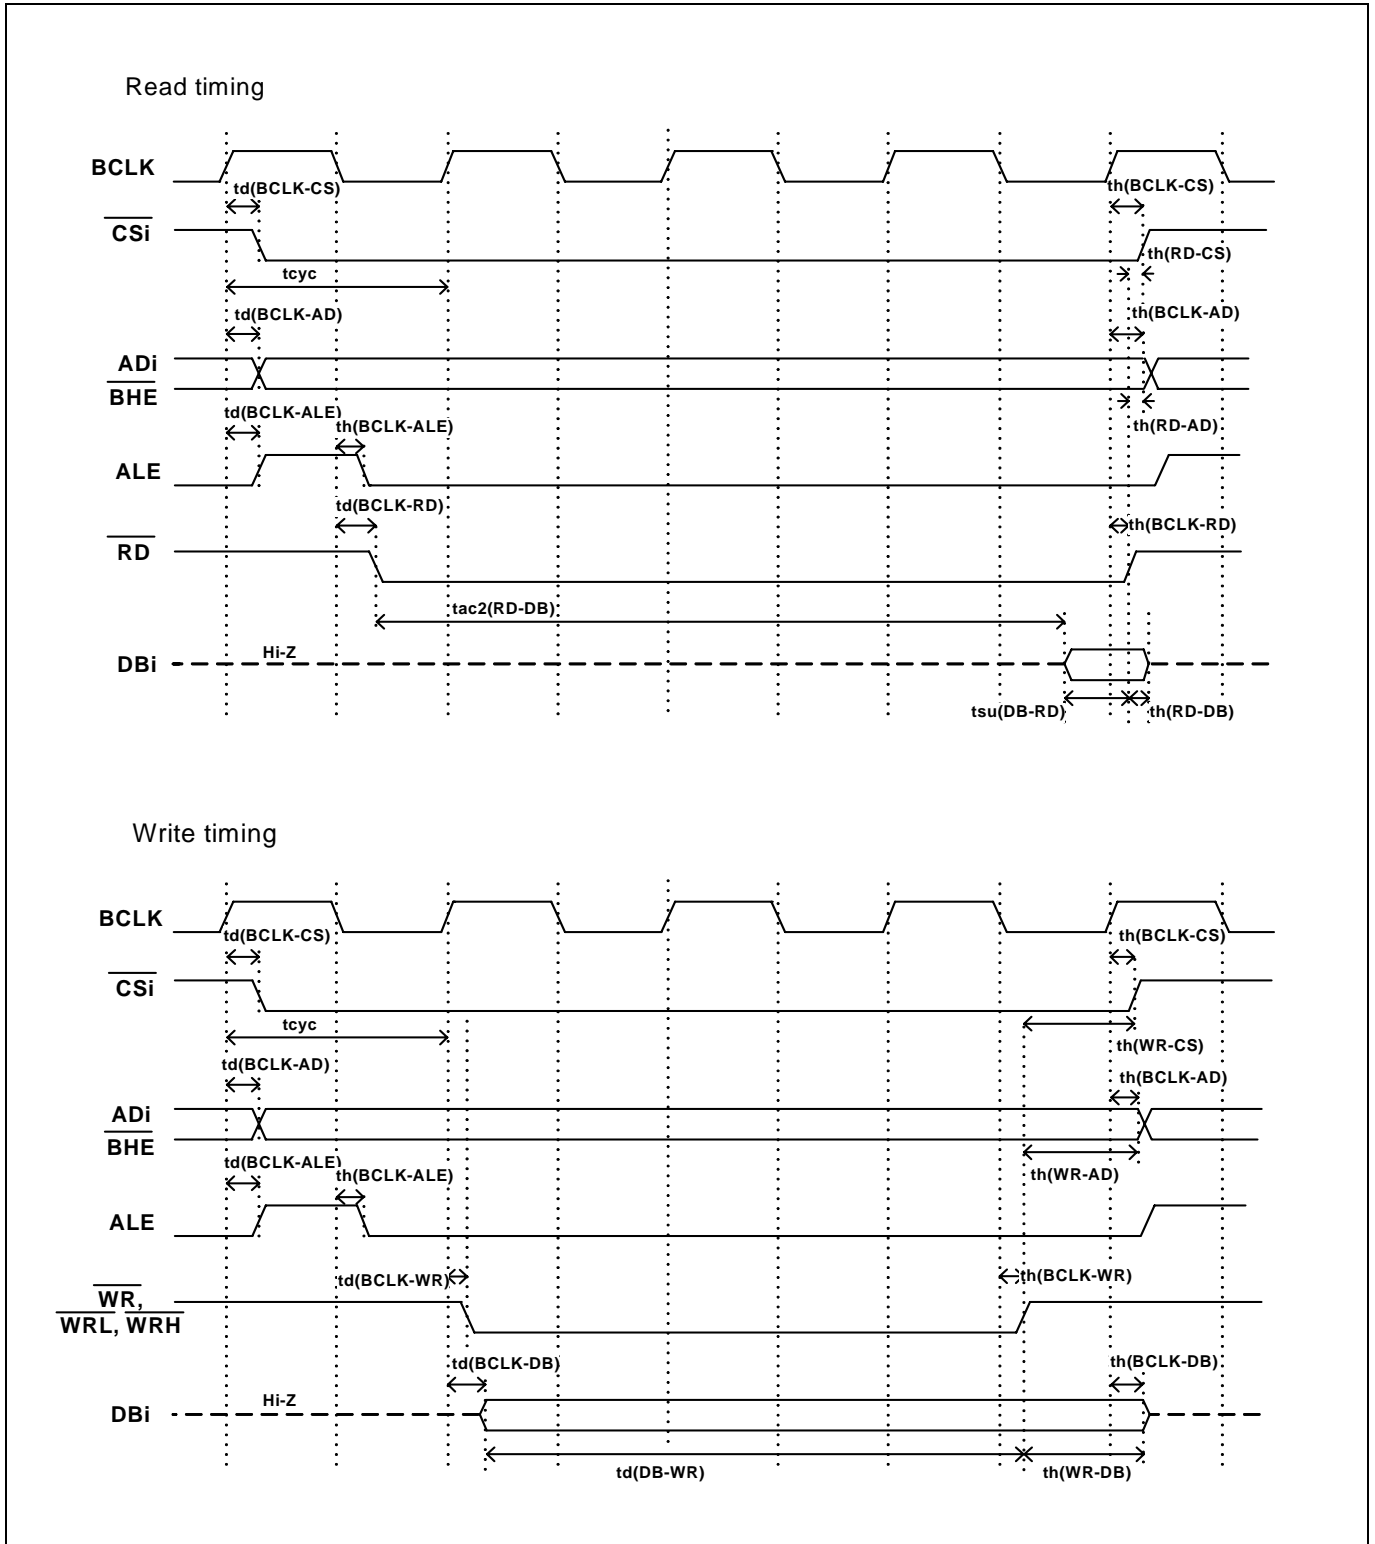 Read timing
BCLK
td(BCLK-CS)
th(BCLK-CS)
CSi
th(RD-CS)
tcyc
td(BCLK-AD)
th(BCLK-AD)
ADi
BHE
td(BCLK-ALE)
th(BCLK-ALE)
th(RD-AD)
ALE
td(BCLK-RD)
th(BCLK-RD)
RD
tac2(RD-DB)
Hi-Z
DBi
tsu(DB-RD)
th(RD-DB)
Write timing
BCLK
td(BCLK-CS)
th(BCLK-CS)
CSi
tcyc
th(WR-CS)
td(BCLK-AD)
th(BCLK-AD)
ADi
BHE
td(BCLK-ALE)
th(BCLK-ALE)
th(WR-AD)
ALE
td(BCLK-WR)
th(BCLK-WR)
WR,
WRL, WRH
td(BCLK-DB)
th(BCLK-DB)
Hi-Z
DBi
td(DB-WR)
th(WR-DB)